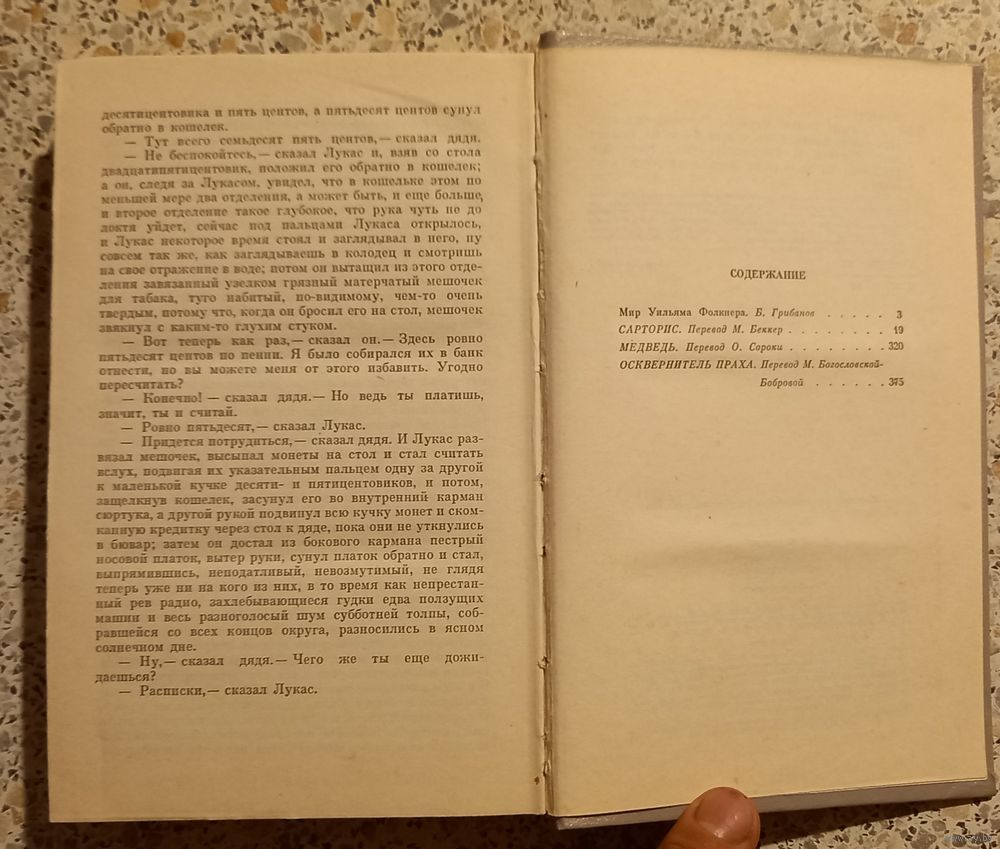 десятицентовика и пять центов, а пятьдесят центов сунул
обратно в кошелек.
— Тут всего семьдесят пять центов,— сказал дядя.
— Не беспокойтесь,— сказал Лукас и, взяв со стола
двадцатипятицентовик, положил его обратно в кошелек;
а он, следя за Лукасом, увидел, что в кошельке этом по
меньшей мере два отделения, а может быть, и еще больше,
и второе отделение такое глубокое, что рука чуть не до
локтя уйдет, сейчас под пальцами Лукаса открылось,
и Лукас некоторое время стоял и заглядывал в него, ну
совсем так же, как заглядываешь в колодец и смотришь
на свое отражение в воде; потом он вытащил из этого отде-
ления завязанный узелком грязный матерчатый мешочек
для табака, туго набитый, по-видимому, чем-то очень
твердым, потому что, когда он бросил его на стол, мешочек
звякнул с каким-то глухим стуком.
— Вот теперь как раз,— сказал он.— Здесь ровно
пятьдесят центов по пенни. Я было собирался их в банк
отнести, но вы можете меня от этого избавить. Угодно
пересчитать?
— Конечно! — сказал дядя.— Но ведь ты платишь,
значит, ты и считай.
— Ровно пятьдесят,— сказал Лукас.
— Придется потрудиться,— сказал дядя. И Лукас раз-
вязал мешочек, высыпал монеты на стол и стал считать
вслух, подвигая их указательным пальцем одну за другой
к маленькой кучке десяти- и пятицентовиков, и потом,
защелкнув кошелек, засунул его во внутренний карман
сюртука, а другой рукой подвинул всю кучку монет и ском-
канную кредитку через стол к дяде, пока они не уткнулись
в бювар; затем он достал из бокового кармана пестрый
носовой платок, вытер руки, сунул платок обратно и стал,
выпрямившись, неподатливый, невозмутимый, не глядя
теперь уже ни на кого из них, в то время как непрестан-
ный рев радио, захлебывающиеся гудки едва ползущих
машин и весь разноголосый шум субботней толпы, соб-
равшейся со всех концов округа, разносились в ясном
солнечном дне.
— Ну,— сказал дядя.— Чего же ты еще дожи-
даешься?
— Расписки,— сказал Лукас.
СОДЕРЖАНИЕ
Мир Уильяма Фолкнера. Б. Грибанов . . . . . 3
САРТОРИС. Перевод М. Беккер . . . . . . . . 19
МЕДВЕДЬ. Перевод О. Сороки . . . . . . . . 320
ОСКВЕРНИТЕЛЬ ПРАХА. Перевод М. Богословской-
Бобровой . . . . . . 375